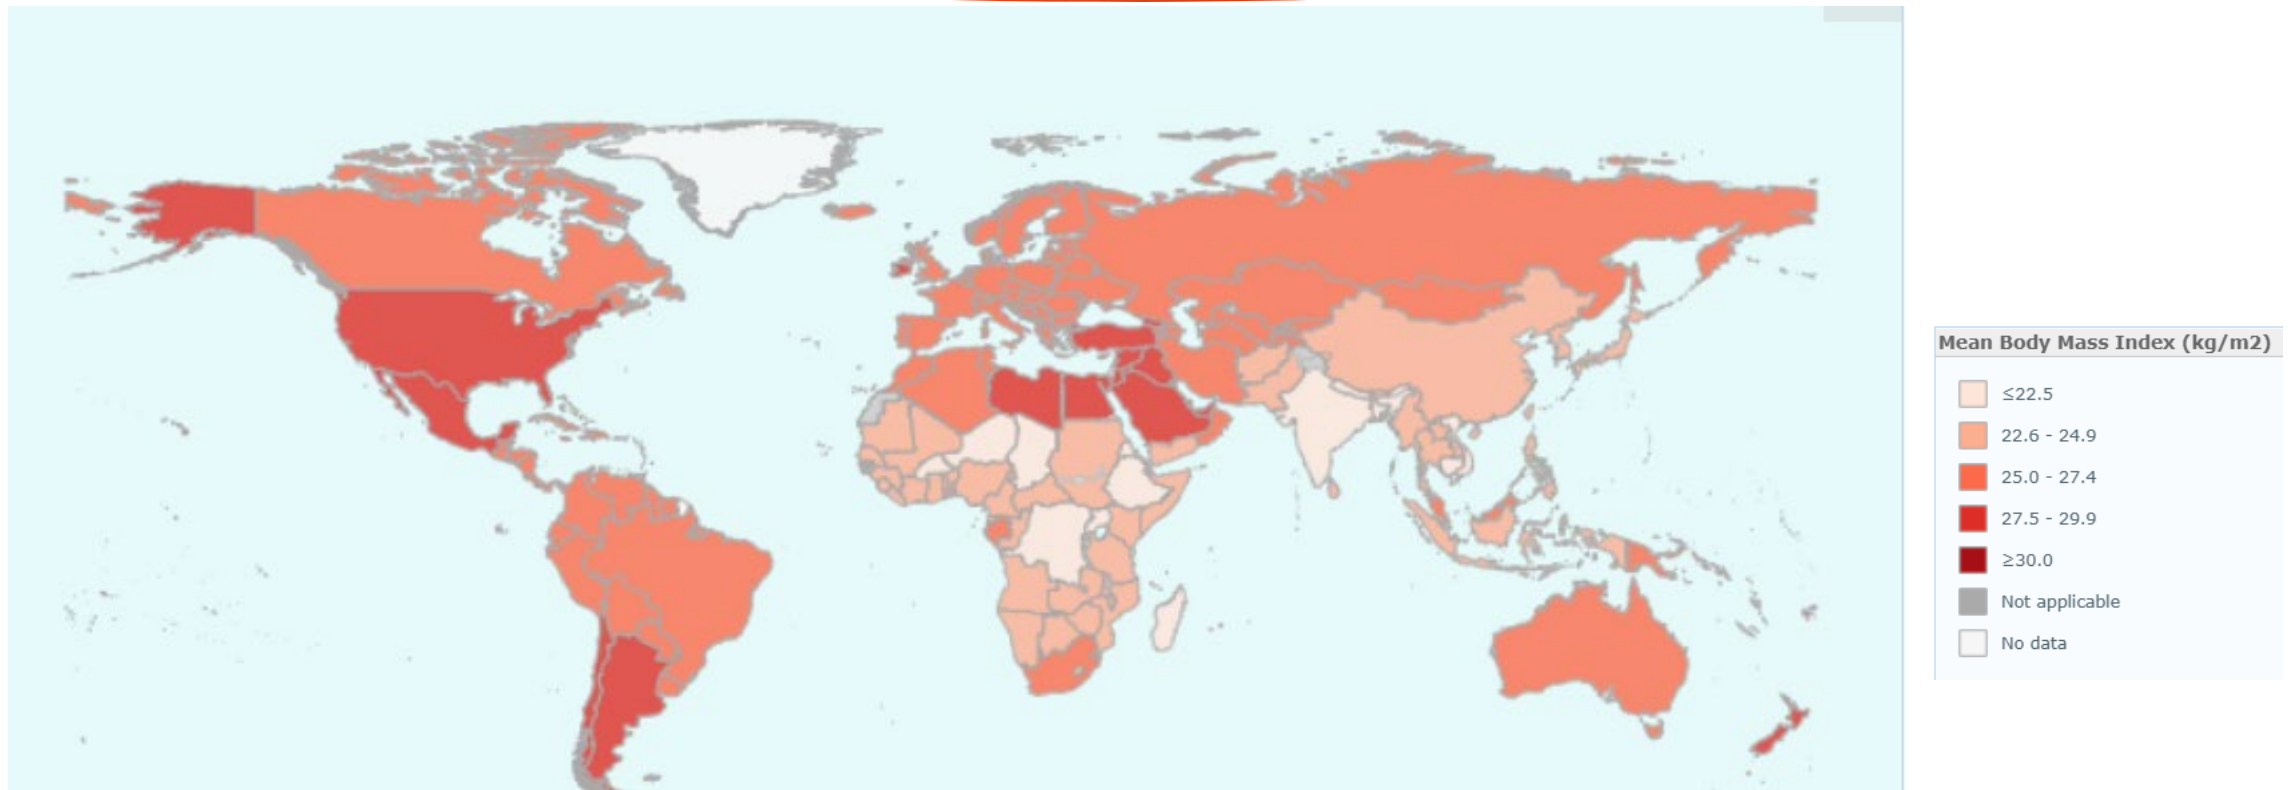 Mean Body Mass Index (kg/m2)
≤22.5
22.6 - 24.9
25.0 - 27.4
27.5 - 29.9
≥30.0
Not applicable
No data